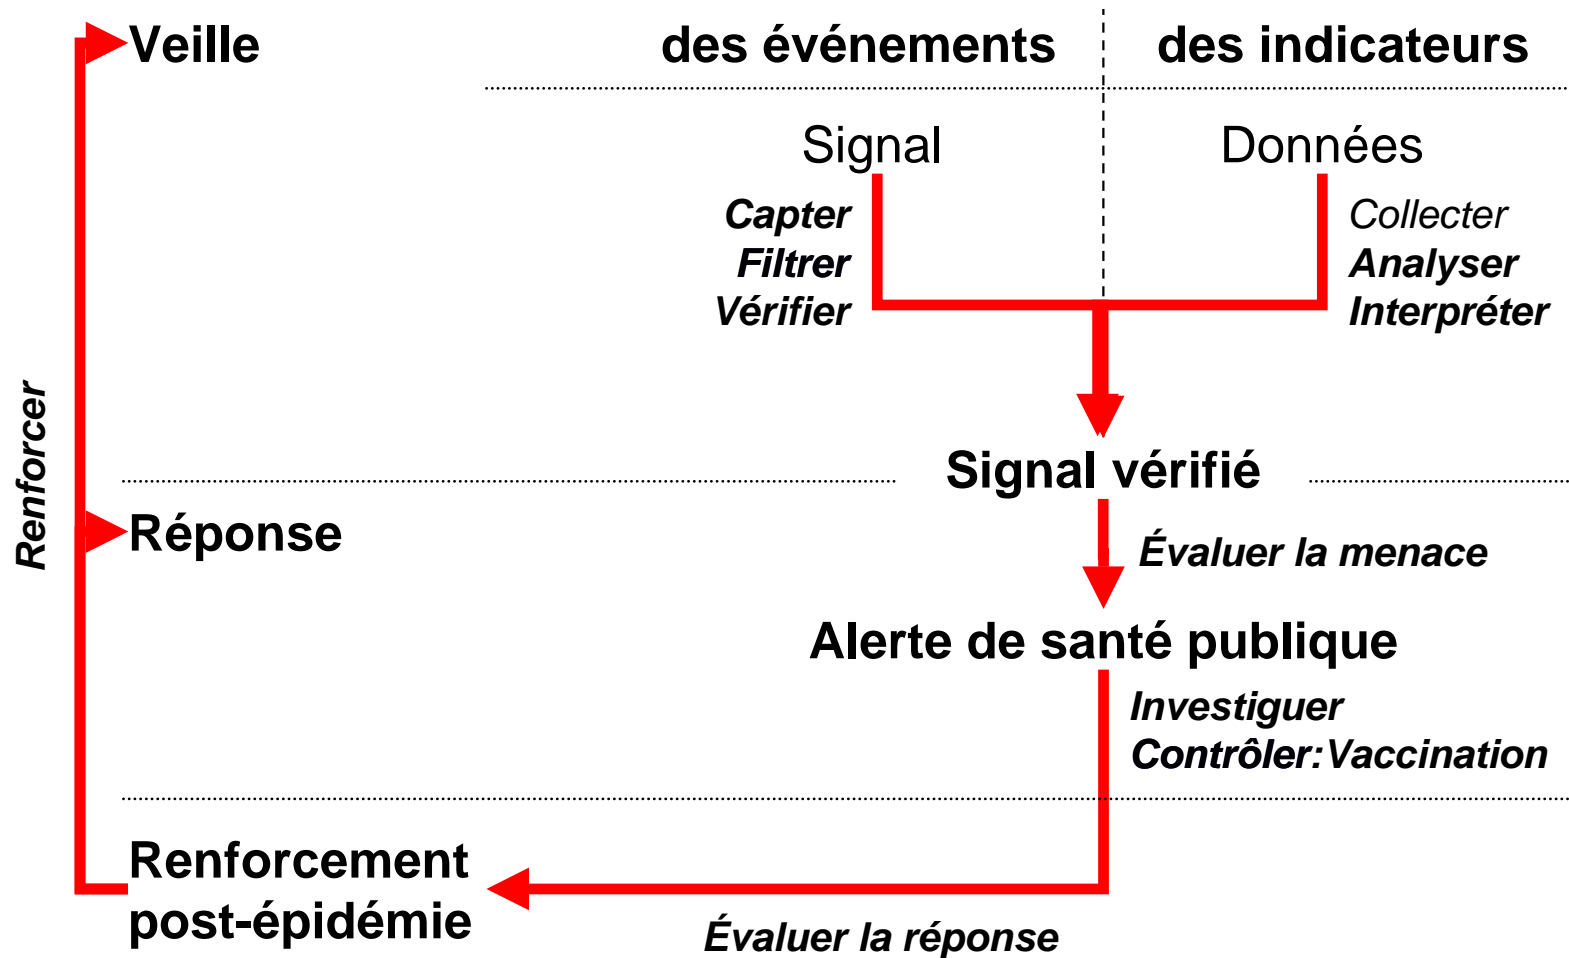 Veille
des événements
des indicateurs
Signal
Données
Capter
Filtrer
Vérifier
Collecter
Analyser
Interpréter
Renforcer
Signal vérifié
Réponse
Évaluer la menace
Alerte de santé publique
Investiguer
Contrôler:Vaccination
Renforcement
post-épidémie
Évaluer la réponse